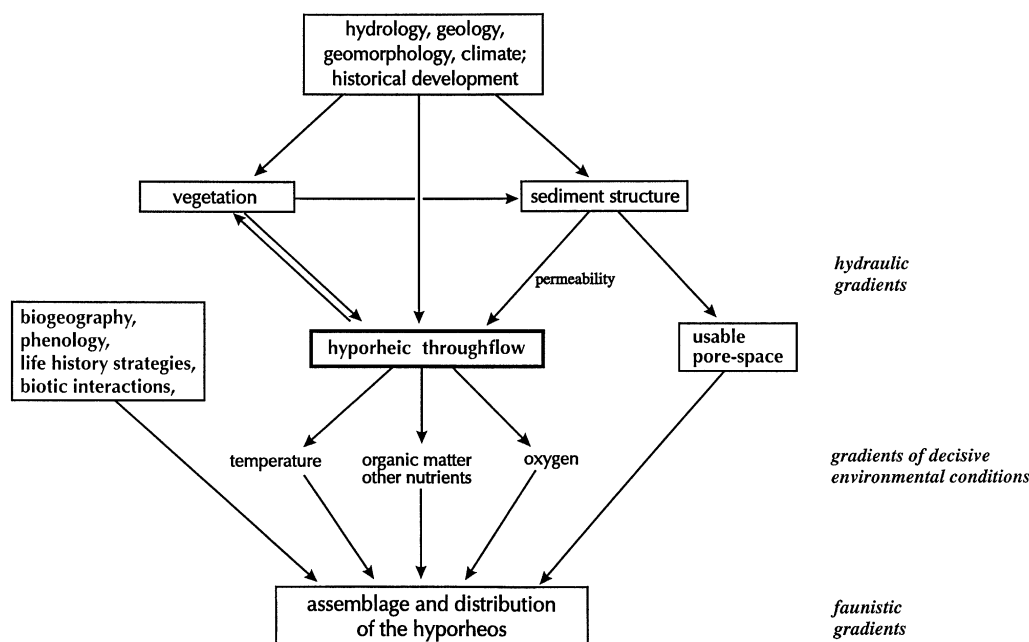 hydrology, geology,
geomorphology, climate;
historical development
vegetation
sediment structure
permeability
hydraulic
gradients
biogeography,
phenology,
life history strategies,
biotic interactions,
hyporheic throughflow
usable
pore-space
temperature
organic matter
other nutrients
oxygen
gradients of decisive
environmental conditions
assemblage and distribution
of the hyporheos
faunistic
gradients